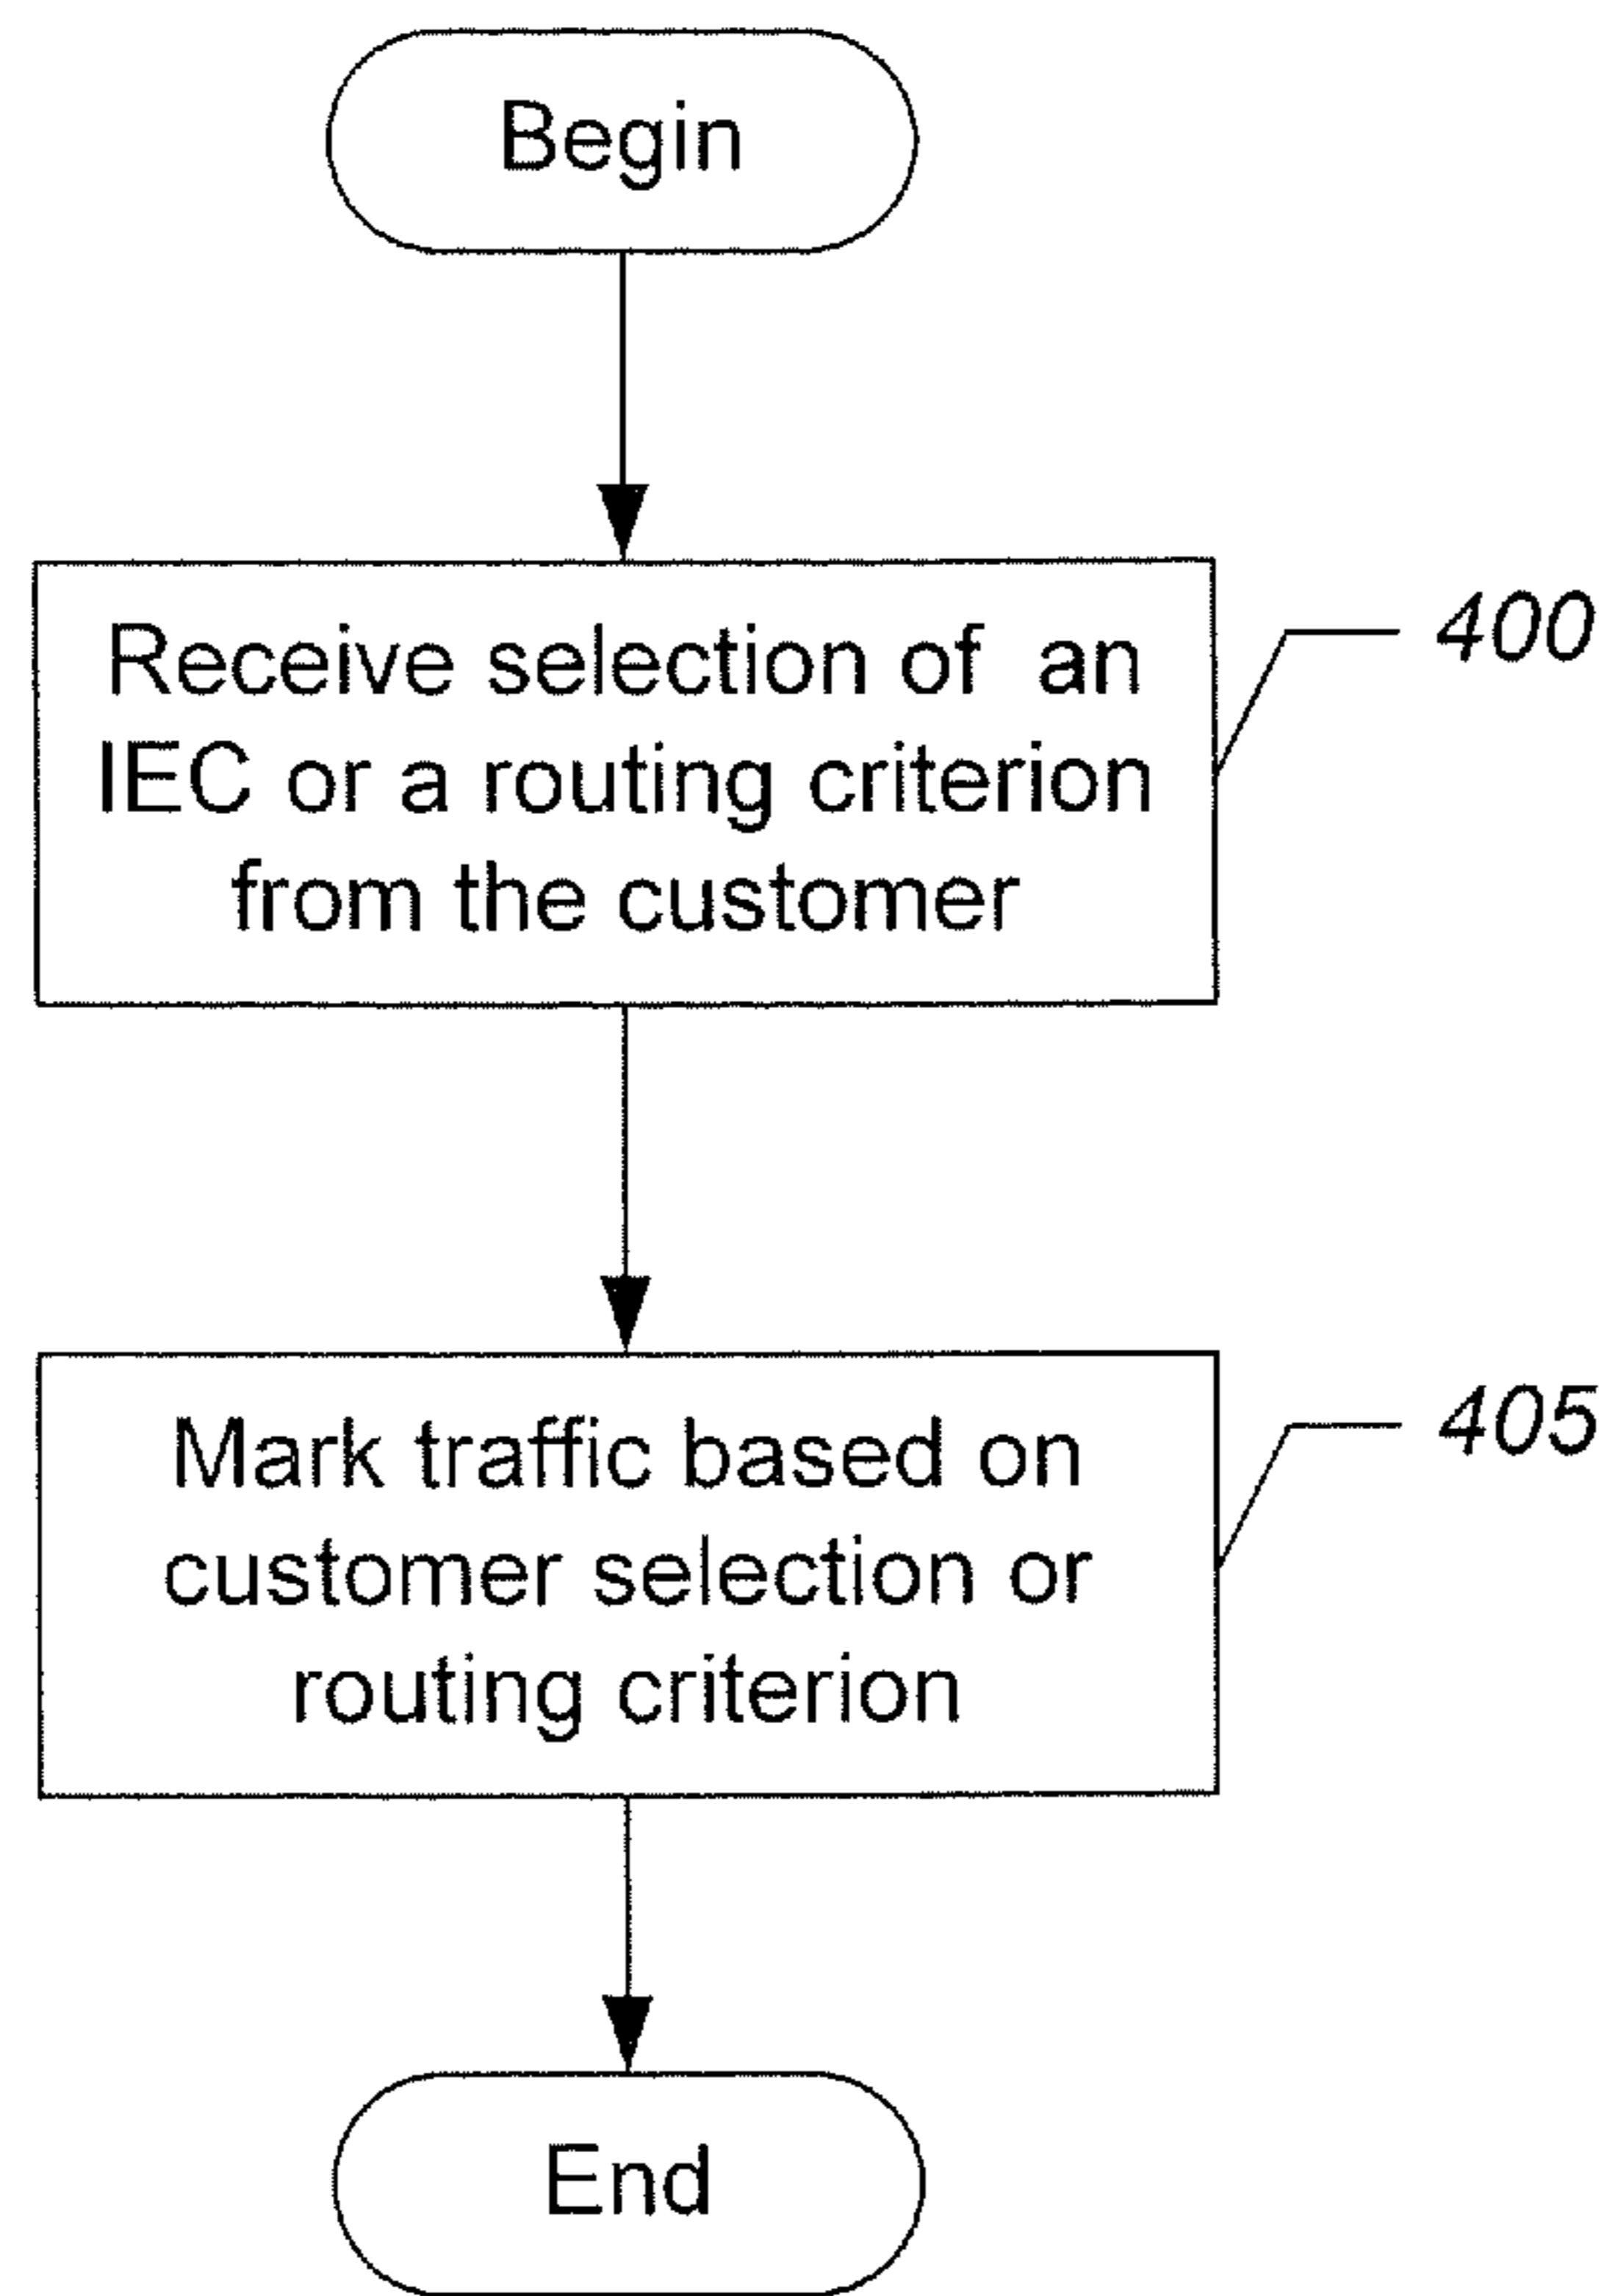 Begin
Receive selection of an
IEC or a routing criterion
from the customer
400
Mark traffic based on
customer selection or
routing criterion
405
End